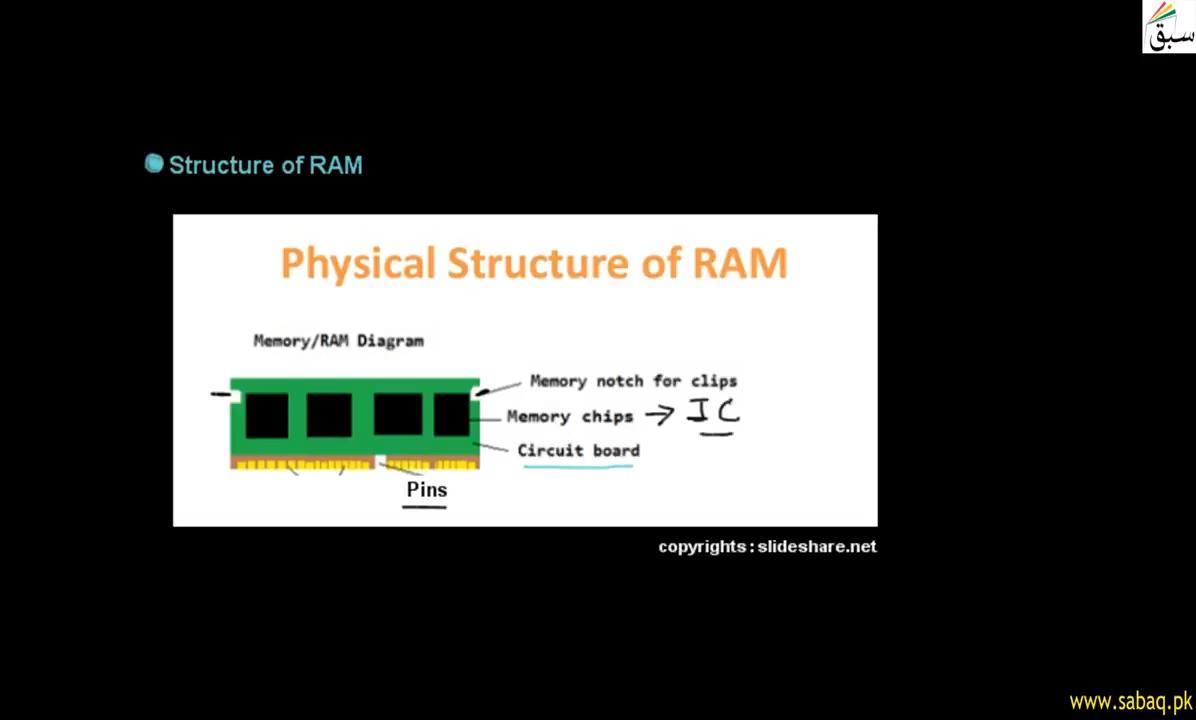 سبق
Structure of RAM
Physical Structure of RAM
Memory/RAM Diagram
Memory notch for clips
Memory chips → IC
Circuit board
Pins
copyrights : slideshare.net
www.sabaq.pk